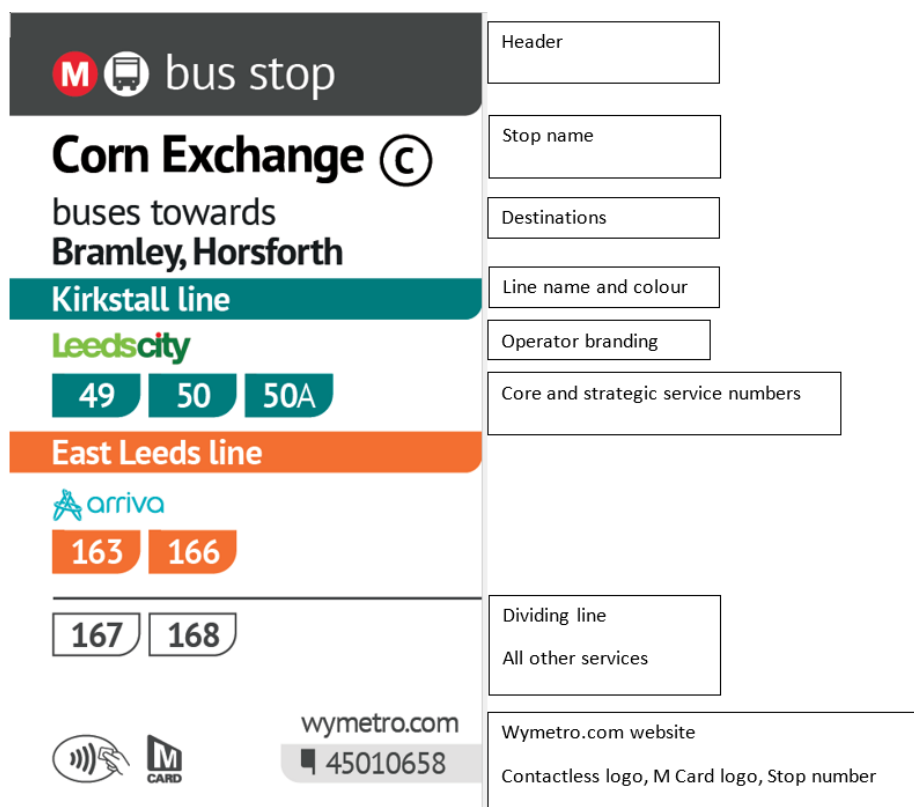 M bus stop
Header
Corn Exchange C
Stop name
buses towards
Bramley, Horsforth
Destinations
Kirkstall line
Line name and colour
Leedscity
Operator branding
49 50 50A
Core and strategic service numbers
East Leeds line
arriva
163 166
167 168
Dividing line
All other services
wymetro.com
M CARD
45010658
Wymetro.com website
Contactless logo, M Card logo, Stop number